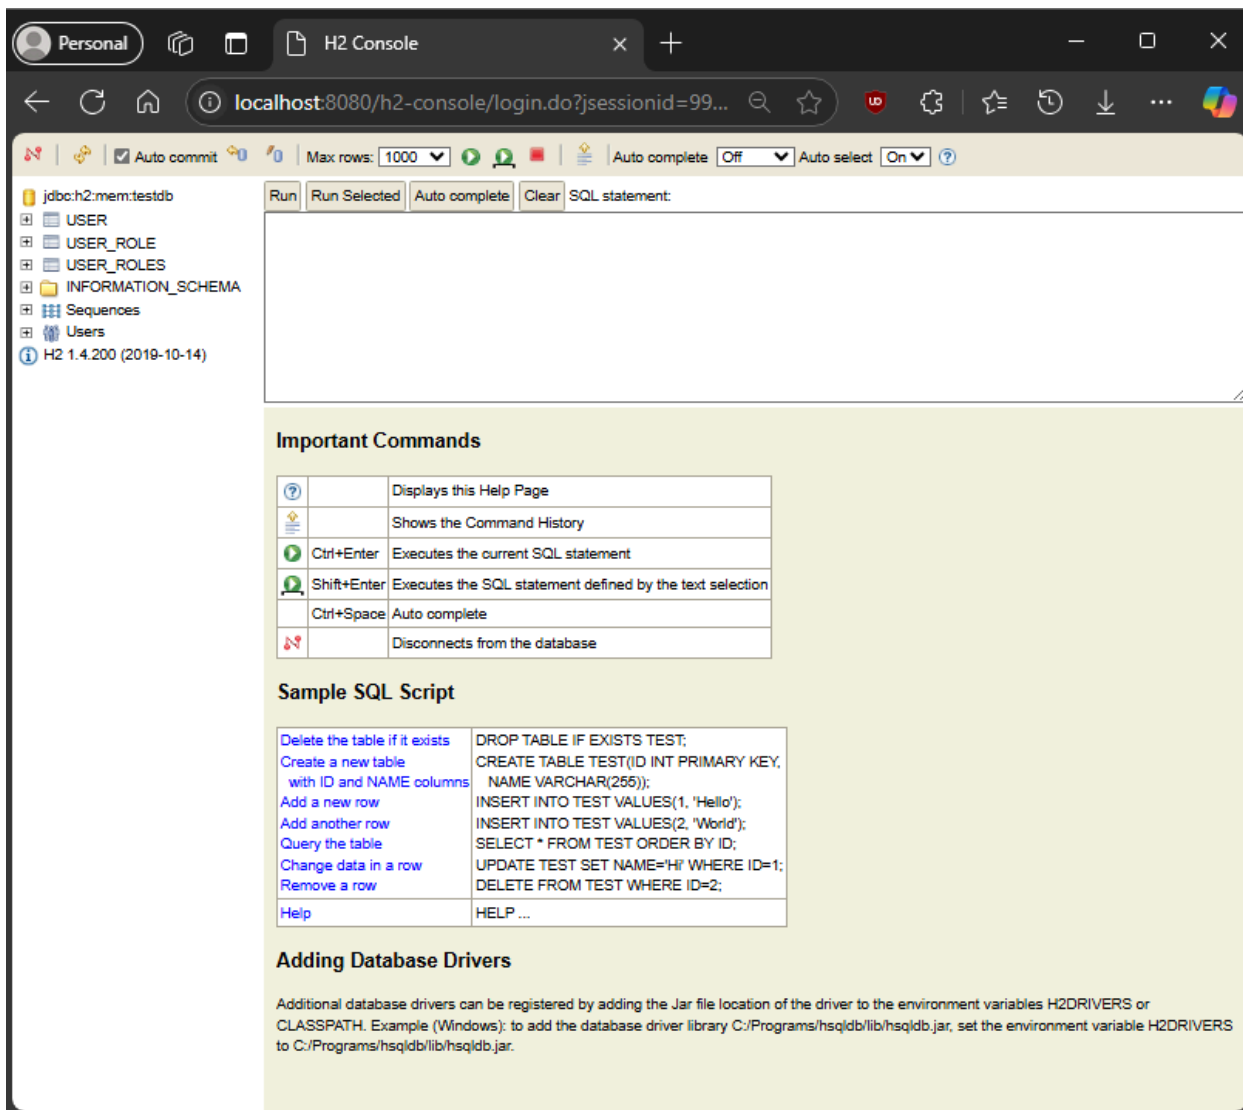 Personal
H2 Console
localhost:8080/h2-console/login.do?jsessionid=99...
Auto commit
Max rows: 1000
Auto complete Off
Auto select On
jdbc:h2:mem:testdb
USER
USER_ROLE
USER_ROLES
INFORMATION_SCHEMA
Sequences
Users
H2 1.4.200 (2019-10-14)
Run Run Selected Auto complete Clear SQL statement:
Important Commands
Displays this Help Page
Shows the Command History
Ctrl+Enter Executes the current SQL statement
Shift+Enter Executes the SQL statement defined by the text selection
Ctrl+Space Auto complete
Disconnects from the database
Sample SQL Script
Delete the table if it exists DROP TABLE IF EXISTS TEST;
Create a new table CREATE TABLE TEST(ID INT PRIMARY KEY,
with ID and NAME columns NAME VARCHAR(255));
Add a new row INSERT INTO TEST VALUES(1, 'Hello');
Add another row INSERT INTO TEST VALUES(2, 'World');
Query the table SELECT * FROM TEST ORDER BY ID;
Change data in a row UPDATE TEST SET NAME='Hi' WHERE ID=1;
Remove a row DELETE FROM TEST WHERE ID=2;
Help HELP ...
Adding Database Drivers
Additional database drivers can be registered by adding the Jar file location of the driver to the environment variables H2DRIVERS or
CLASSPATH. Example (Windows): to add the database driver library C:/Programs/hsqldb/lib/hsqldb.jar, set the environment variable H2DRIVERS
to C:/Programs/hsqldb/lib/hsqldb.jar.